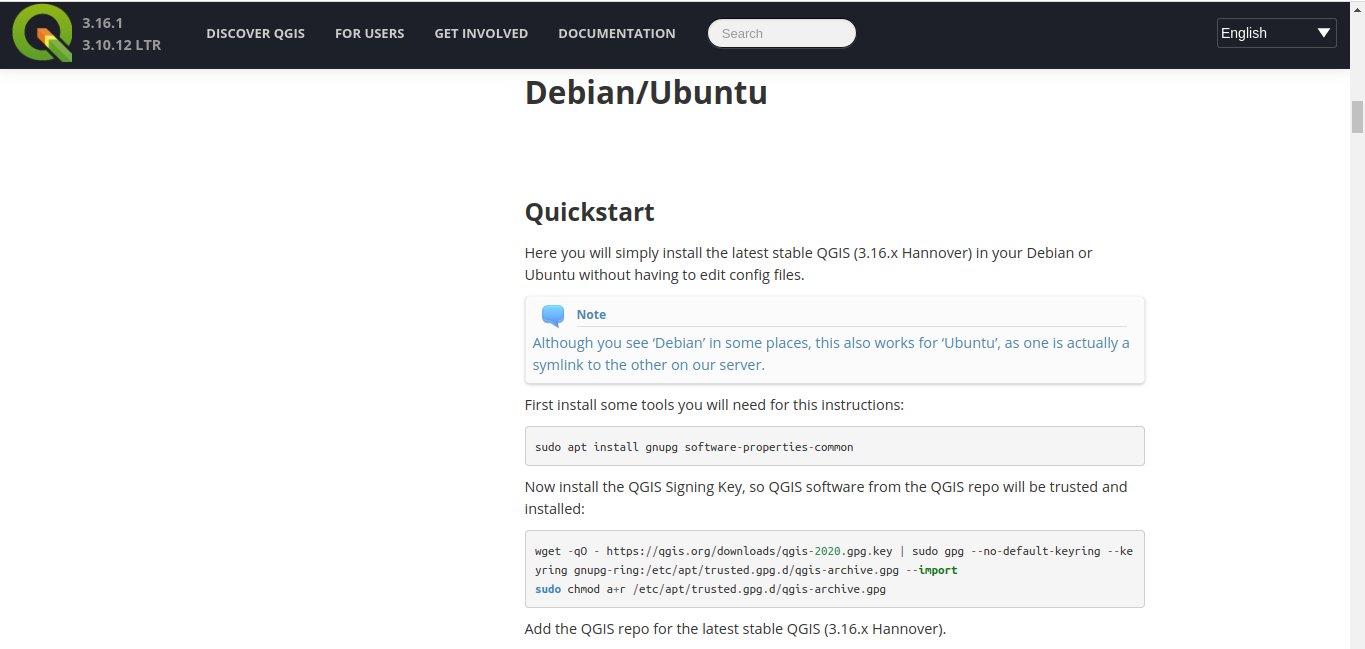 3.16.1
3.10.12 LTR
DISCOVER QGIS FOR USERS GET INVOLVED DOCUMENTATION Search English
Debian/Ubuntu
Quickstart
Here you will simply install the latest stable QGIS (3.16.x Hannover) in your Debian or
Ubuntu without having to edit config files.
Note
Although you see ‘Debian’ in some places, this also works for ‘Ubuntu’, as one is actually a
symlink to the other on our server.
First install some tools you will need for this instructions:
sudo apt install gnupg software-properties-common
Now install the QGIS Signing Key, so QGIS software from the QGIS repo will be trusted and
installed:
wget -qO - https://qgis.org/downloads/qgis-2020.gpg.key | sudo gpg --no-default-keyring --ke
yring gnupg-ring:/etc/apt/trusted.gpg.d/qgis-archive.gpg --import
sudo chmod a+r /etc/apt/trusted.gpg.d/qgis-archive.gpg
Add the QGIS repo for the latest stable QGIS (3.16.x Hannover).